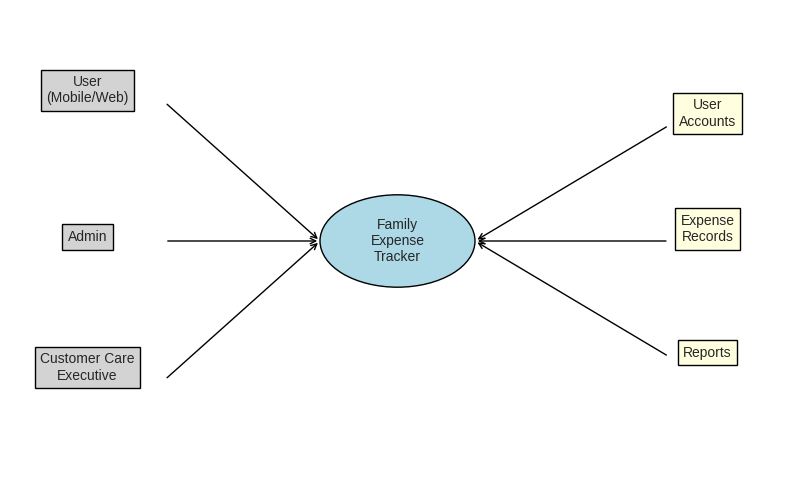 User
(Mobile/Web)
Admin
Customer Care
Executive
Family
Expense
Tracker
User
Accounts
Expense
Records
Reports